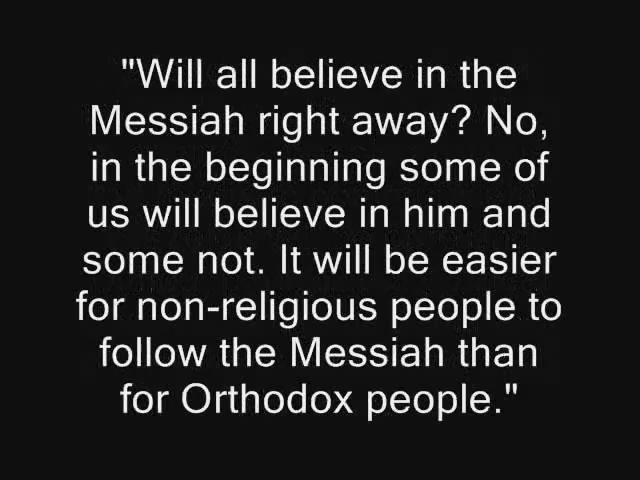 "Will all believe in the
Messiah right away? No,
in the beginning some of
us will believe in him and
some not. It will be easier
for non-religious people to
follow the Messiah than
for Orthodox people."